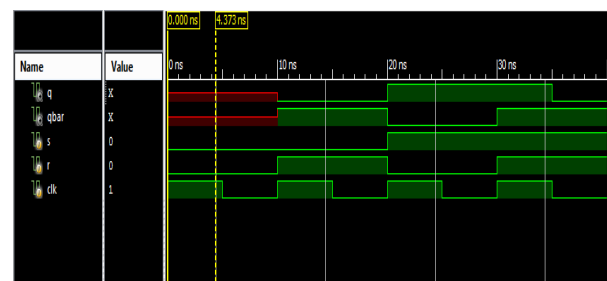 0.000 ns 4.373 ns
Name Value 0 ns 10 ns 20 ns 30 ns
q X
qbar X
s 0
r 0
clk 1